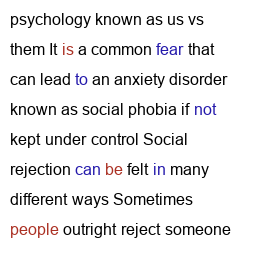 psychology known as us vs
them It is a common fear that
can lead to an anxiety disorder
known as social phobia if not
kept under control Social
rejection can be felt in many
different ways Sometimes
people outright reject someone